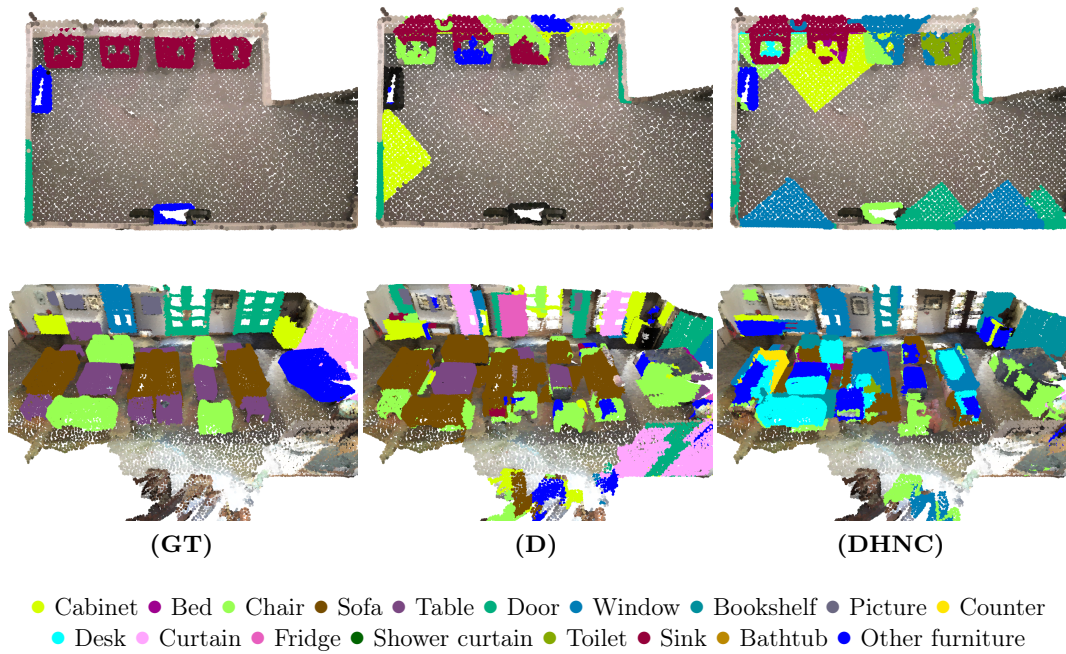 (GT) (D) (DHNC)
Cabinet Bed Chair Sofa Table Door Window Bookshelf Picture Counter
Desk Curtain Fridge Shower curtain Toilet Sink Bathtub Other furniture